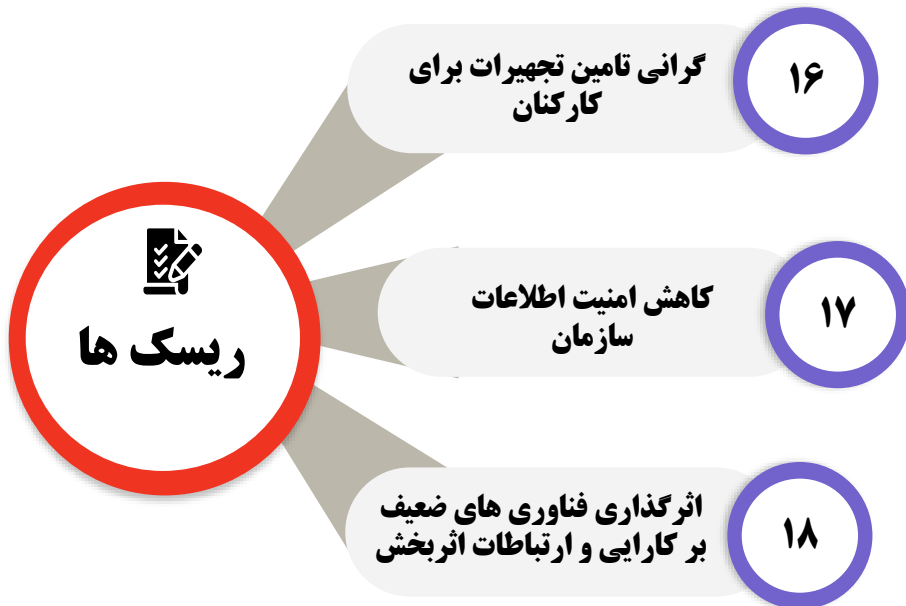 ریسک ها
۱۶
گرانی تامین تجهیرات برای
کارکنان
۱۷
کاهش امنیت اطلاعات
سازمان
۱۸
اثرگذاری فناوری های ضعیف
بر کارایی و ارتباطات اثربخش